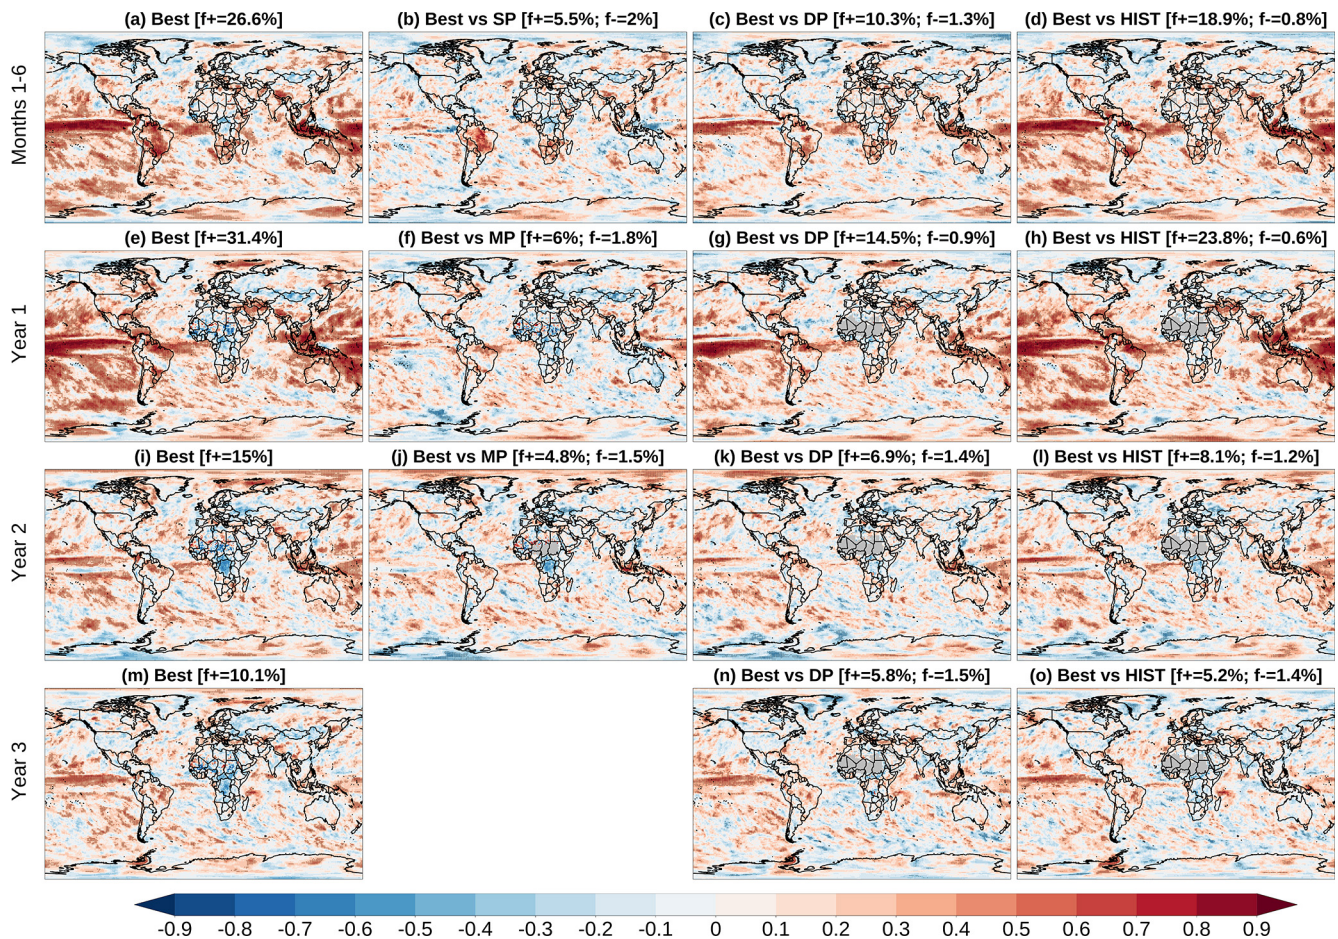 (a) Best [f+=26.6%]
(b) Best vs SP [f+=5.5%; f-=2%]
(c) Best vs DP [f+=10.3%; f-=1.3%]
(d) Best vs HIST [f+=18.9%; f-=0.8%]
Months 1-6
(e) Best [f+=31.4%]
(f) Best vs MP [f+=6%; f-=1.8%]
(g) Best vs DP [f+=14.5%; f-=0.9%]
(h) Best vs HIST [f+=23.8%; f-=0.6%]
Year 1
(i) Best [f+=15%]
(j) Best vs MP [f+=4.8%; f-=1.5%]
(k) Best vs DP [f+=6.9%; f-=1.4%]
(l) Best vs HIST [f+=8.1%; f-=1.2%]
Year 2
(m) Best [f+=10.1%]
(n) Best vs DP [f+=5.8%; f-=1.5%]
(o) Best vs HIST [f+=5.2%; f-=1.4%]
Year 3
-0.9 -0.8 -0.7 -0.6 -0.5 -0.4 -0.3 -0.2 -0.1 0 0.1 0.2 0.3 0.4 0.5 0.6 0.7 0.8 0.9